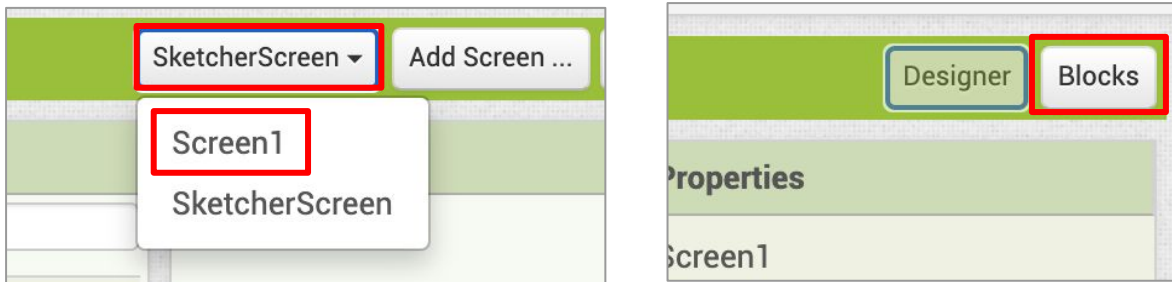 SketcherScreen
Add Screen ...
Screen1
SketcherScreen
Designer
Blocks
Properties
Screen1